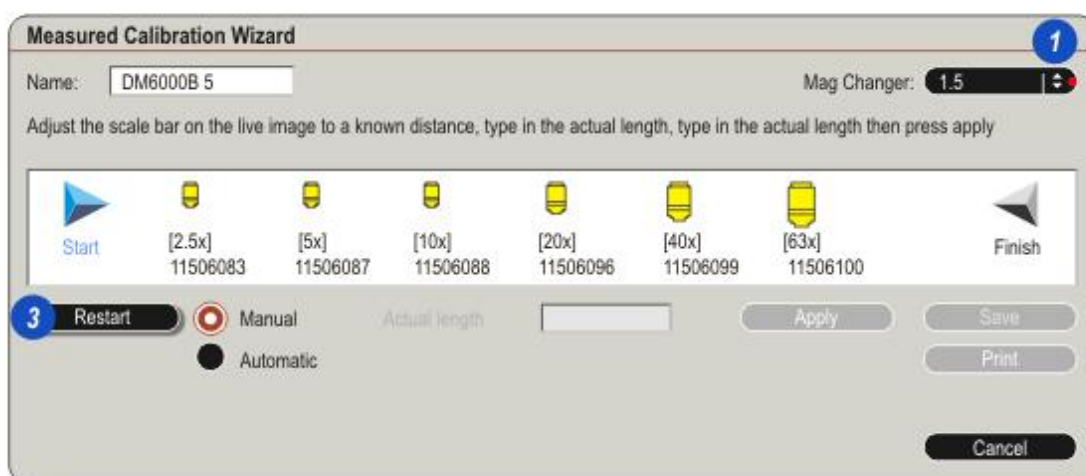 Measured Calibration Wizard
1
Name: DM6000B 5 Mag Changer: 1.5
Adjust the scale bar on the live image to a known distance, type in the actual length, type in the actual length then press apply
Start [2.5x] [5x] [10x] [20x] [40x] [63x] Finish
11506083 11506087 11506088 11506096 11506099 11506100
3 Restart Manual Actual length Apply Save
Automatic Print
Cancel